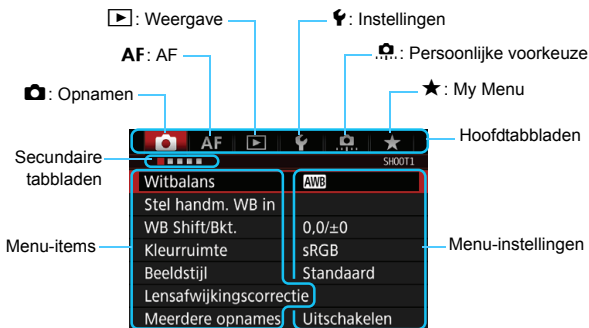 : Weergave
: Instellingen
AF: AF
: Persoonlijke voorkeuze
: Opnamen
: My Menu
AF
Hoofdtabbladen
Secundaire
tabbladen
SHOOT1
Witbalans AWB
Stel handm. WB in
WB Shift/Bkt. 0,0/±0
Menu-items
Menu-instellingen
Kleurruimte sRGB
Beeldstijl Standaard
Lensafwijkingscorrectie
Meerdere opnames Uitschakelen